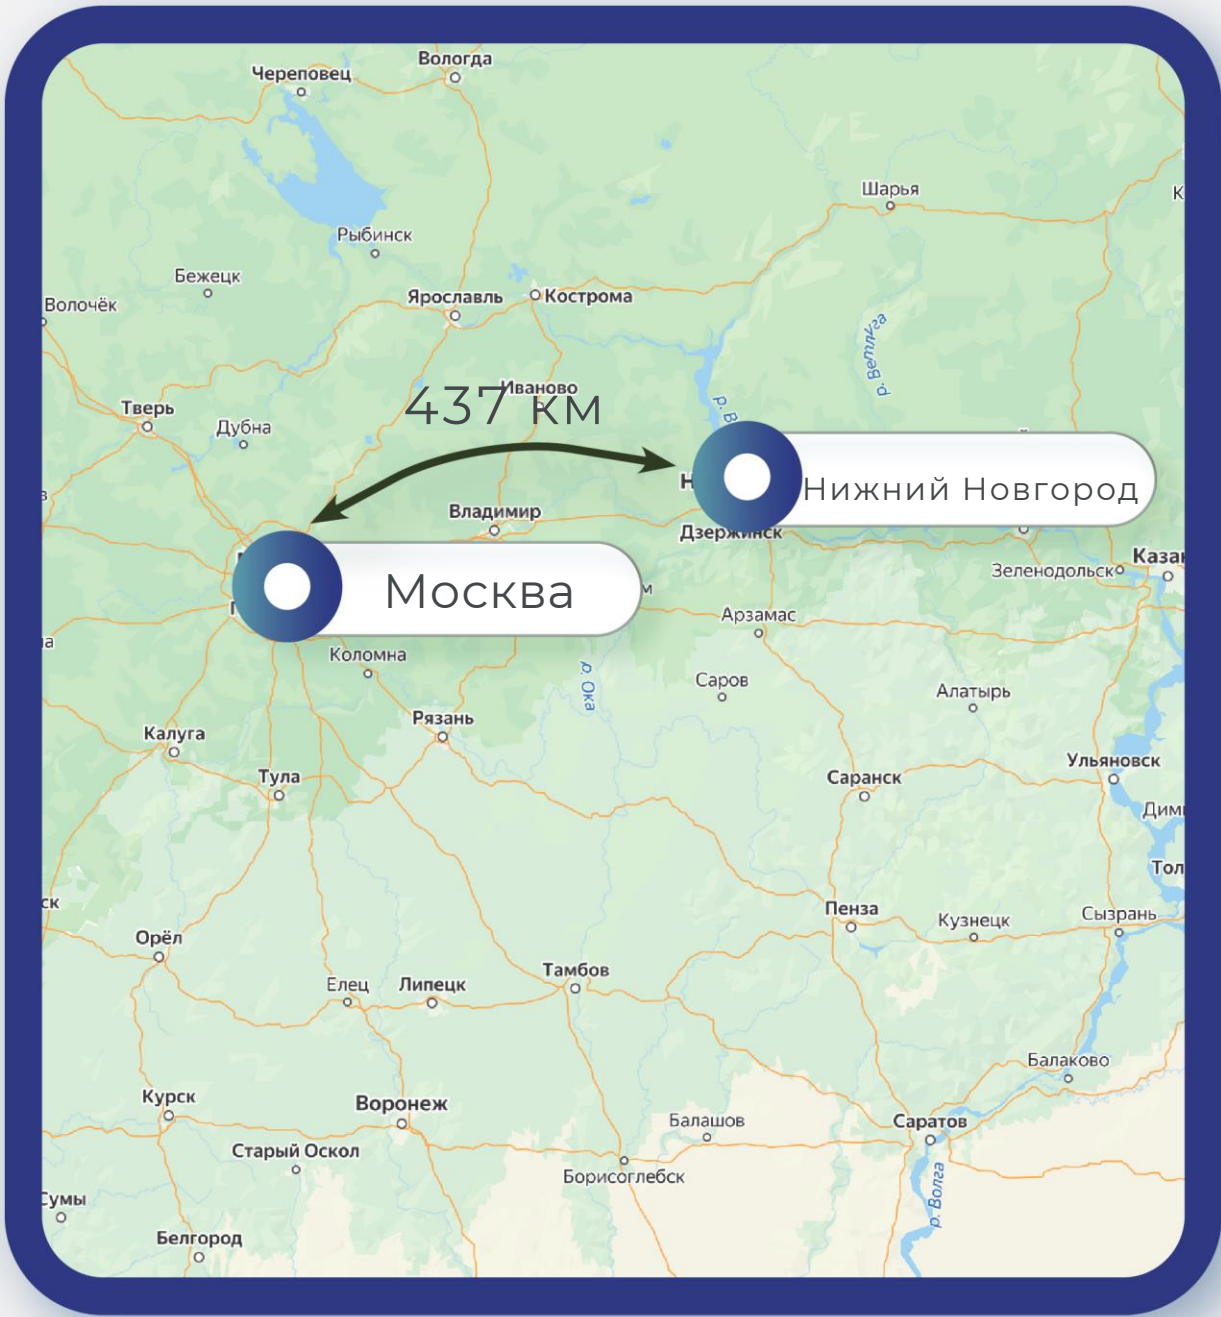 Вологда
Череповец
Шарья
Рыбинск
Бежецк
Волочёк
Ярославль
Кострома
р. Ветлуга
Иваново
437 км
Тверь
Дубна
Нижний Новгород
Владимир
Дзержинск
Зеленодольск
Москва
Арзамас
Коломна
р. Ока
Саров
Алатырь
Рязань
Калуга
Ульяновск
Тула
Саранск
Пенза
Кузнецк
Сызрань
Орёл
Тамбов
Елец
Липецк
Балаково
Курск
Воронеж
Балашов
Саратов
Старый Оскол
Борисоглебск
р. Волга
Сумы
Белгород